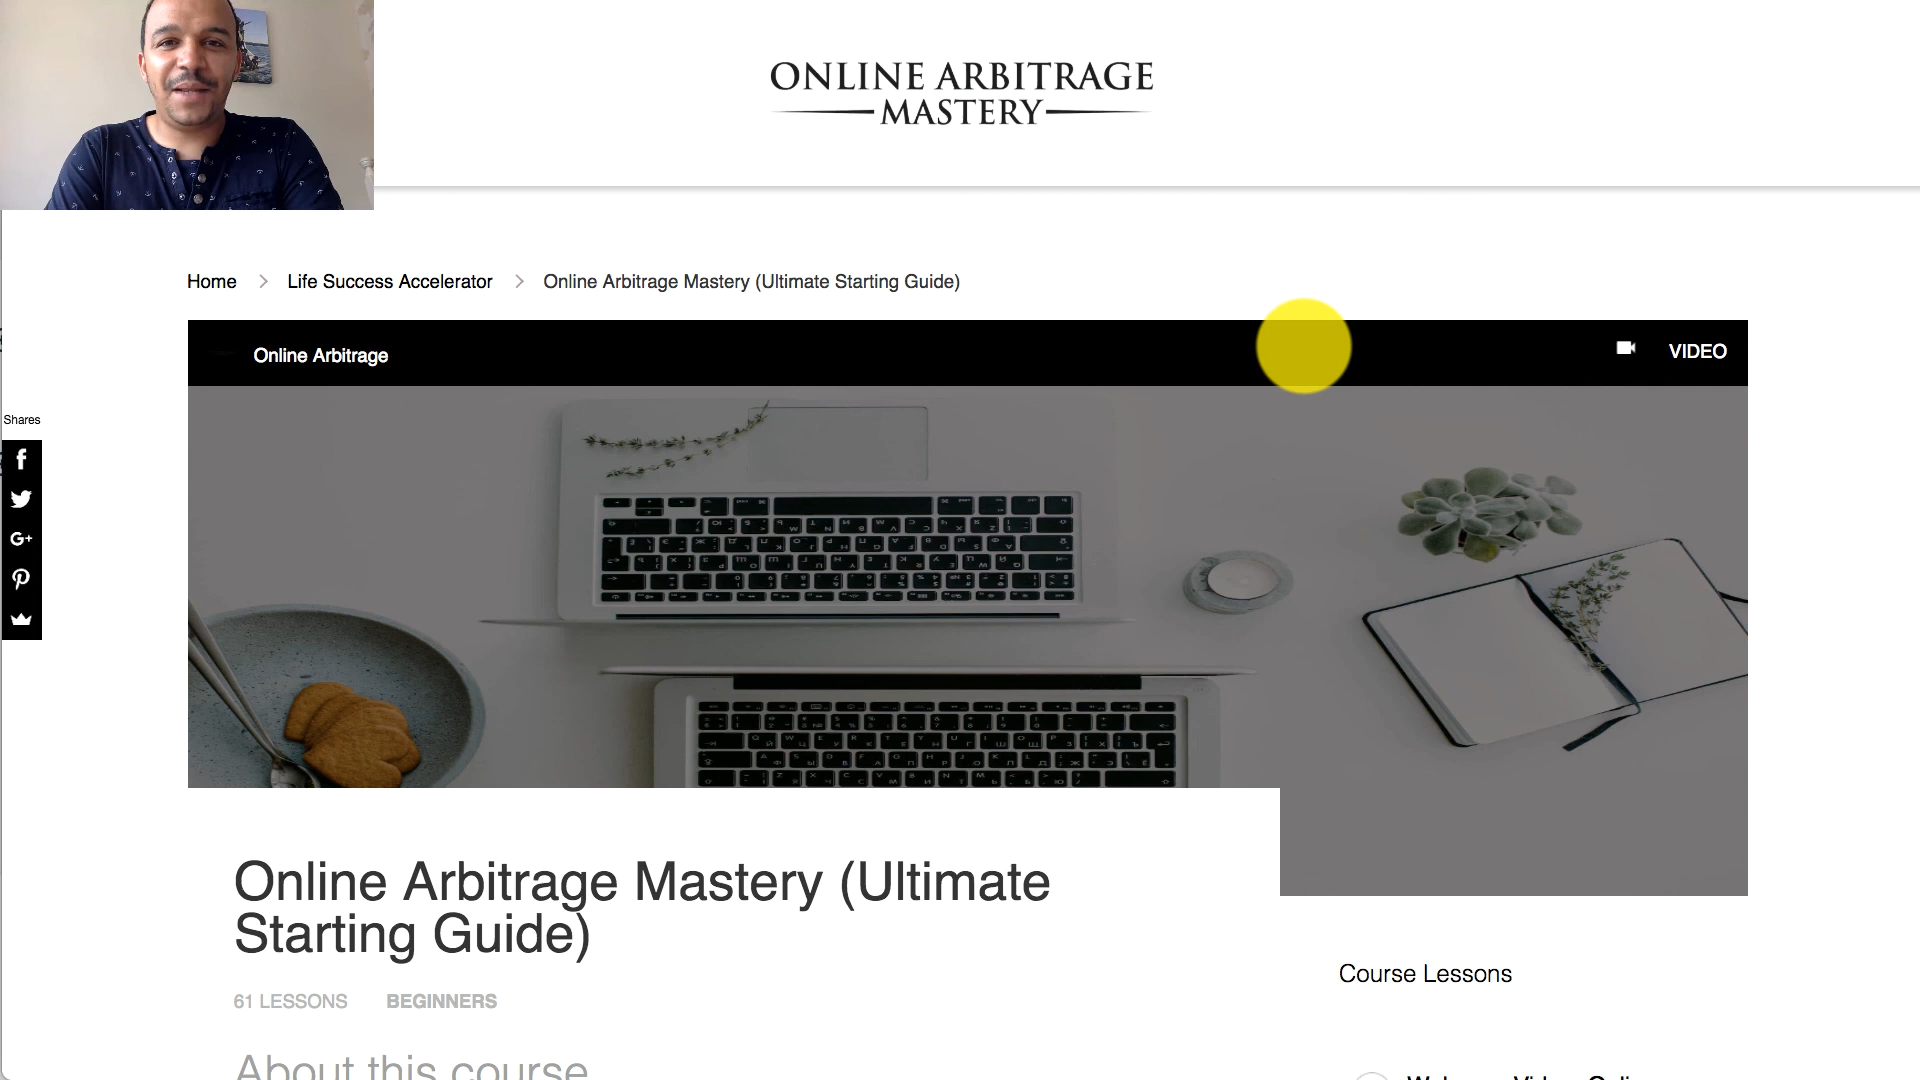 ONLINE ARBITRAGE
MASTERY
Home
Life Success Accelerator
Online Arbitrage Mastery (Ultimate Starting Guide)
Online Arbitrage
VIDEO
Shares
Online Arbitrage Mastery (Ultimate
Starting Guide)
61 LESSONS
BEGINNERS
Course Lessons
About this course